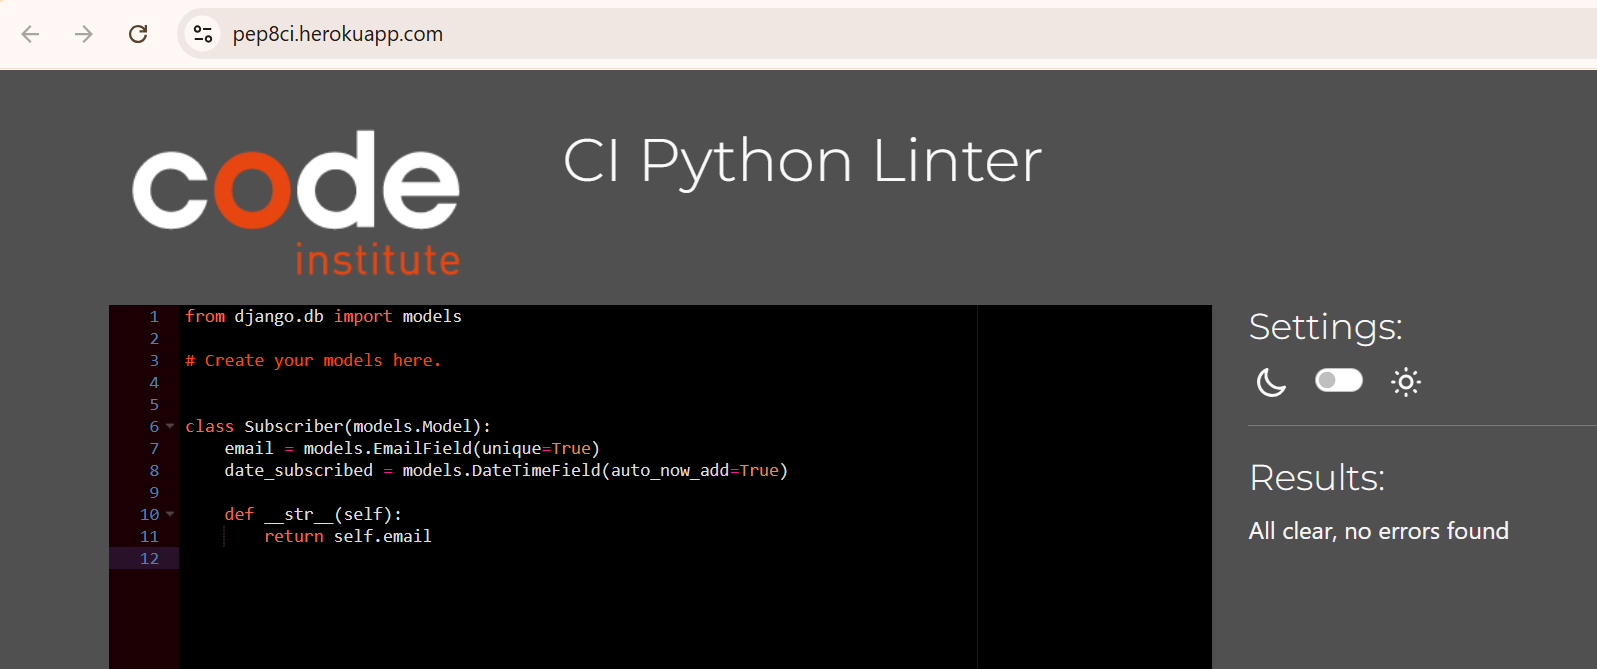 pep8ci.herokuapp.com
code
institute
CI Python Linter
1 from django.db import models
2
3 # Create your models here.
4
5
6 class Subscriber(models.Model):
7     email = models.EmailField(unique=True)
8     date_subscribed = models.DateTimeField(auto_now_add=True)
9
10     def __str__(self):
11         return self.email
12
Settings:
Results:
All clear, no errors found